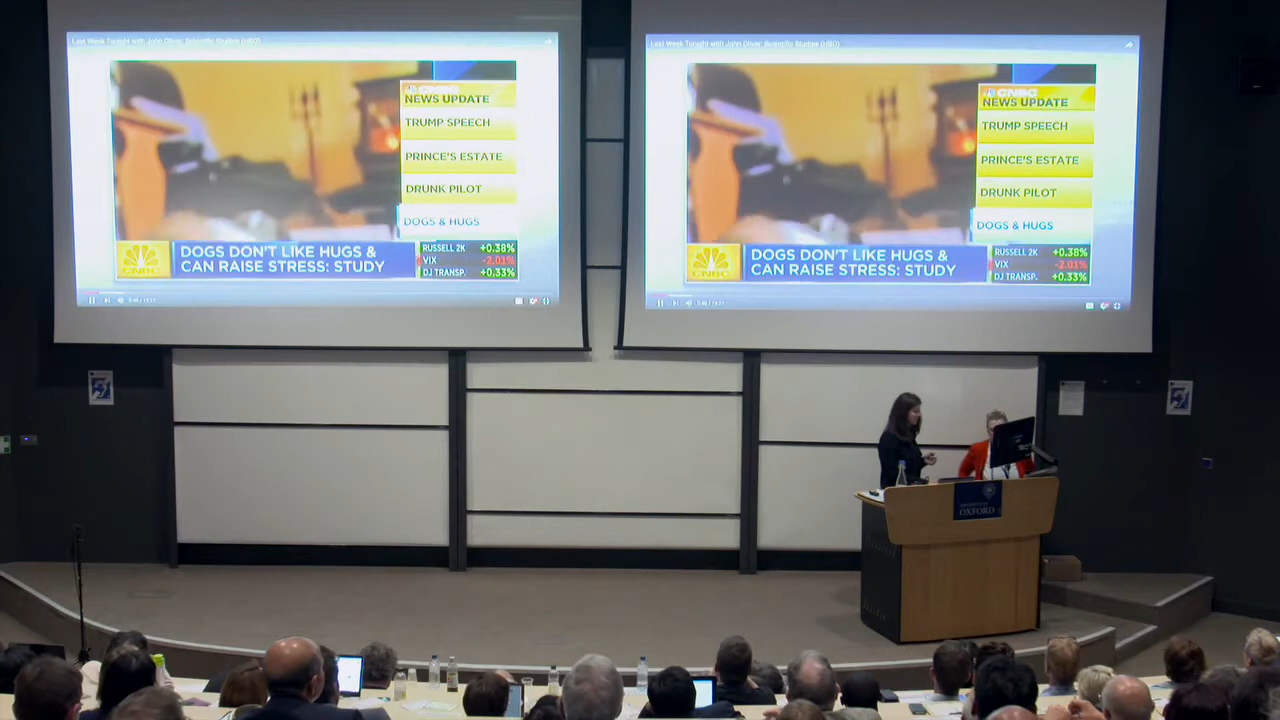 Last Week Tonight with John Oliver: Scientific Studies (HBO)
CNBC
NEWS UPDATE
TRUMP SPEECH
PRINCE'S ESTATE
DRUNK PILOT
DOGS & HUGS
DOGS DON'T LIKE HUGS &
CAN RAISE STRESS: STUDY
CNBC
RUSSELL 2K +0.38%
VIX -2.01%
DJ TRANSP. +0.33%
Last Week Tonight with John Oliver: Scientific Studies (HBO)
CNBC
NEWS UPDATE
TRUMP SPEECH
PRINCE'S ESTATE
DRUNK PILOT
DOGS & HUGS
DOGS DON'T LIKE HUGS &
CAN RAISE STRESS: STUDY
CNBC
RUSSELL 2K +0.38%
VIX -2.01%
DJ TRANSP. +0.33%
UNIVERSITY OF
OXFORD